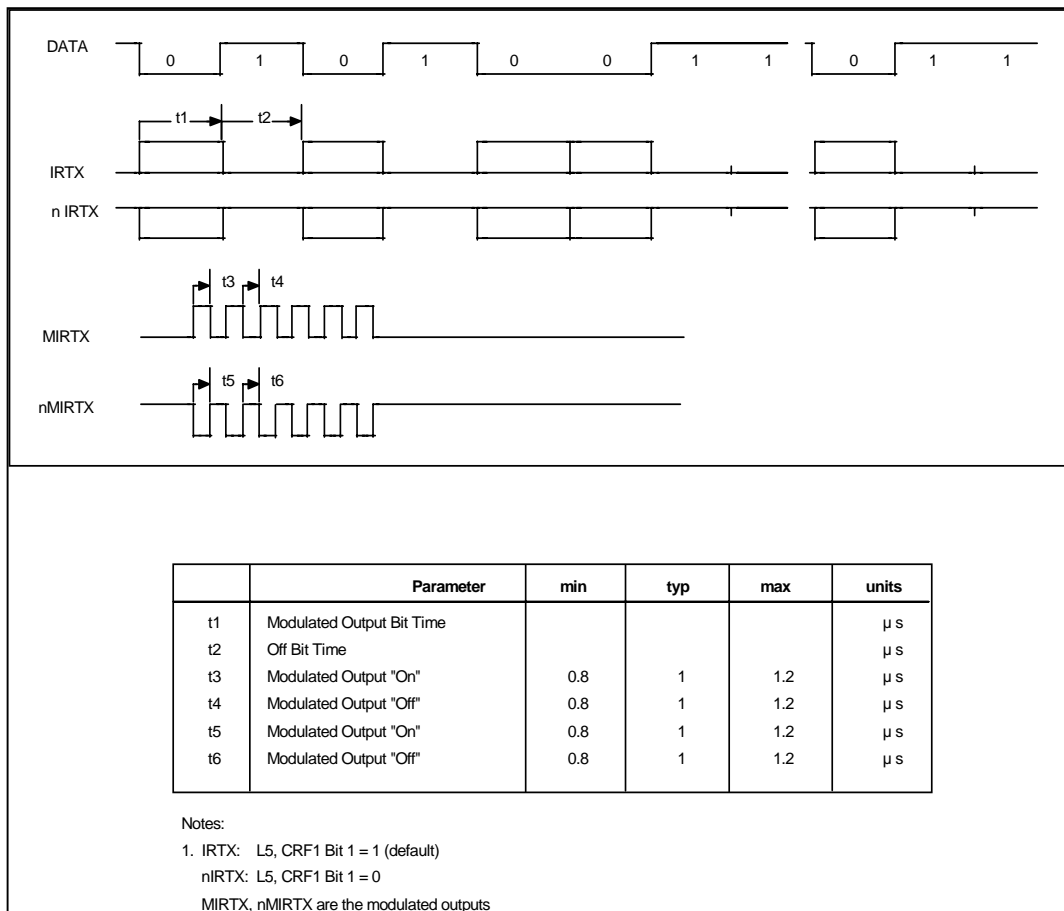 DATA
0 1 0 1 0 0 1 1 0 1 1
t1 t2
IRTX
n IRTX
t3 t4
MIRTX
t5 t6
nMIRTX
Parameter min typ max units
t1 Modulated Output Bit Time µ s
t2 Off Bit Time µ s
t3 Modulated Output "On" 0.8 1 1.2 µ s
t4 Modulated Output "Off" 0.8 1 1.2 µ s
t5 Modulated Output "On" 0.8 1 1.2 µ s
t6 Modulated Output "Off" 0.8 1 1.2 µ s
Notes:
1. IRTX: L5, CRF1 Bit 1 = 1 (default)
nIRTX: L5, CRF1 Bit 1 = 0
MIRTX, nMIRTX are the modulated outputs